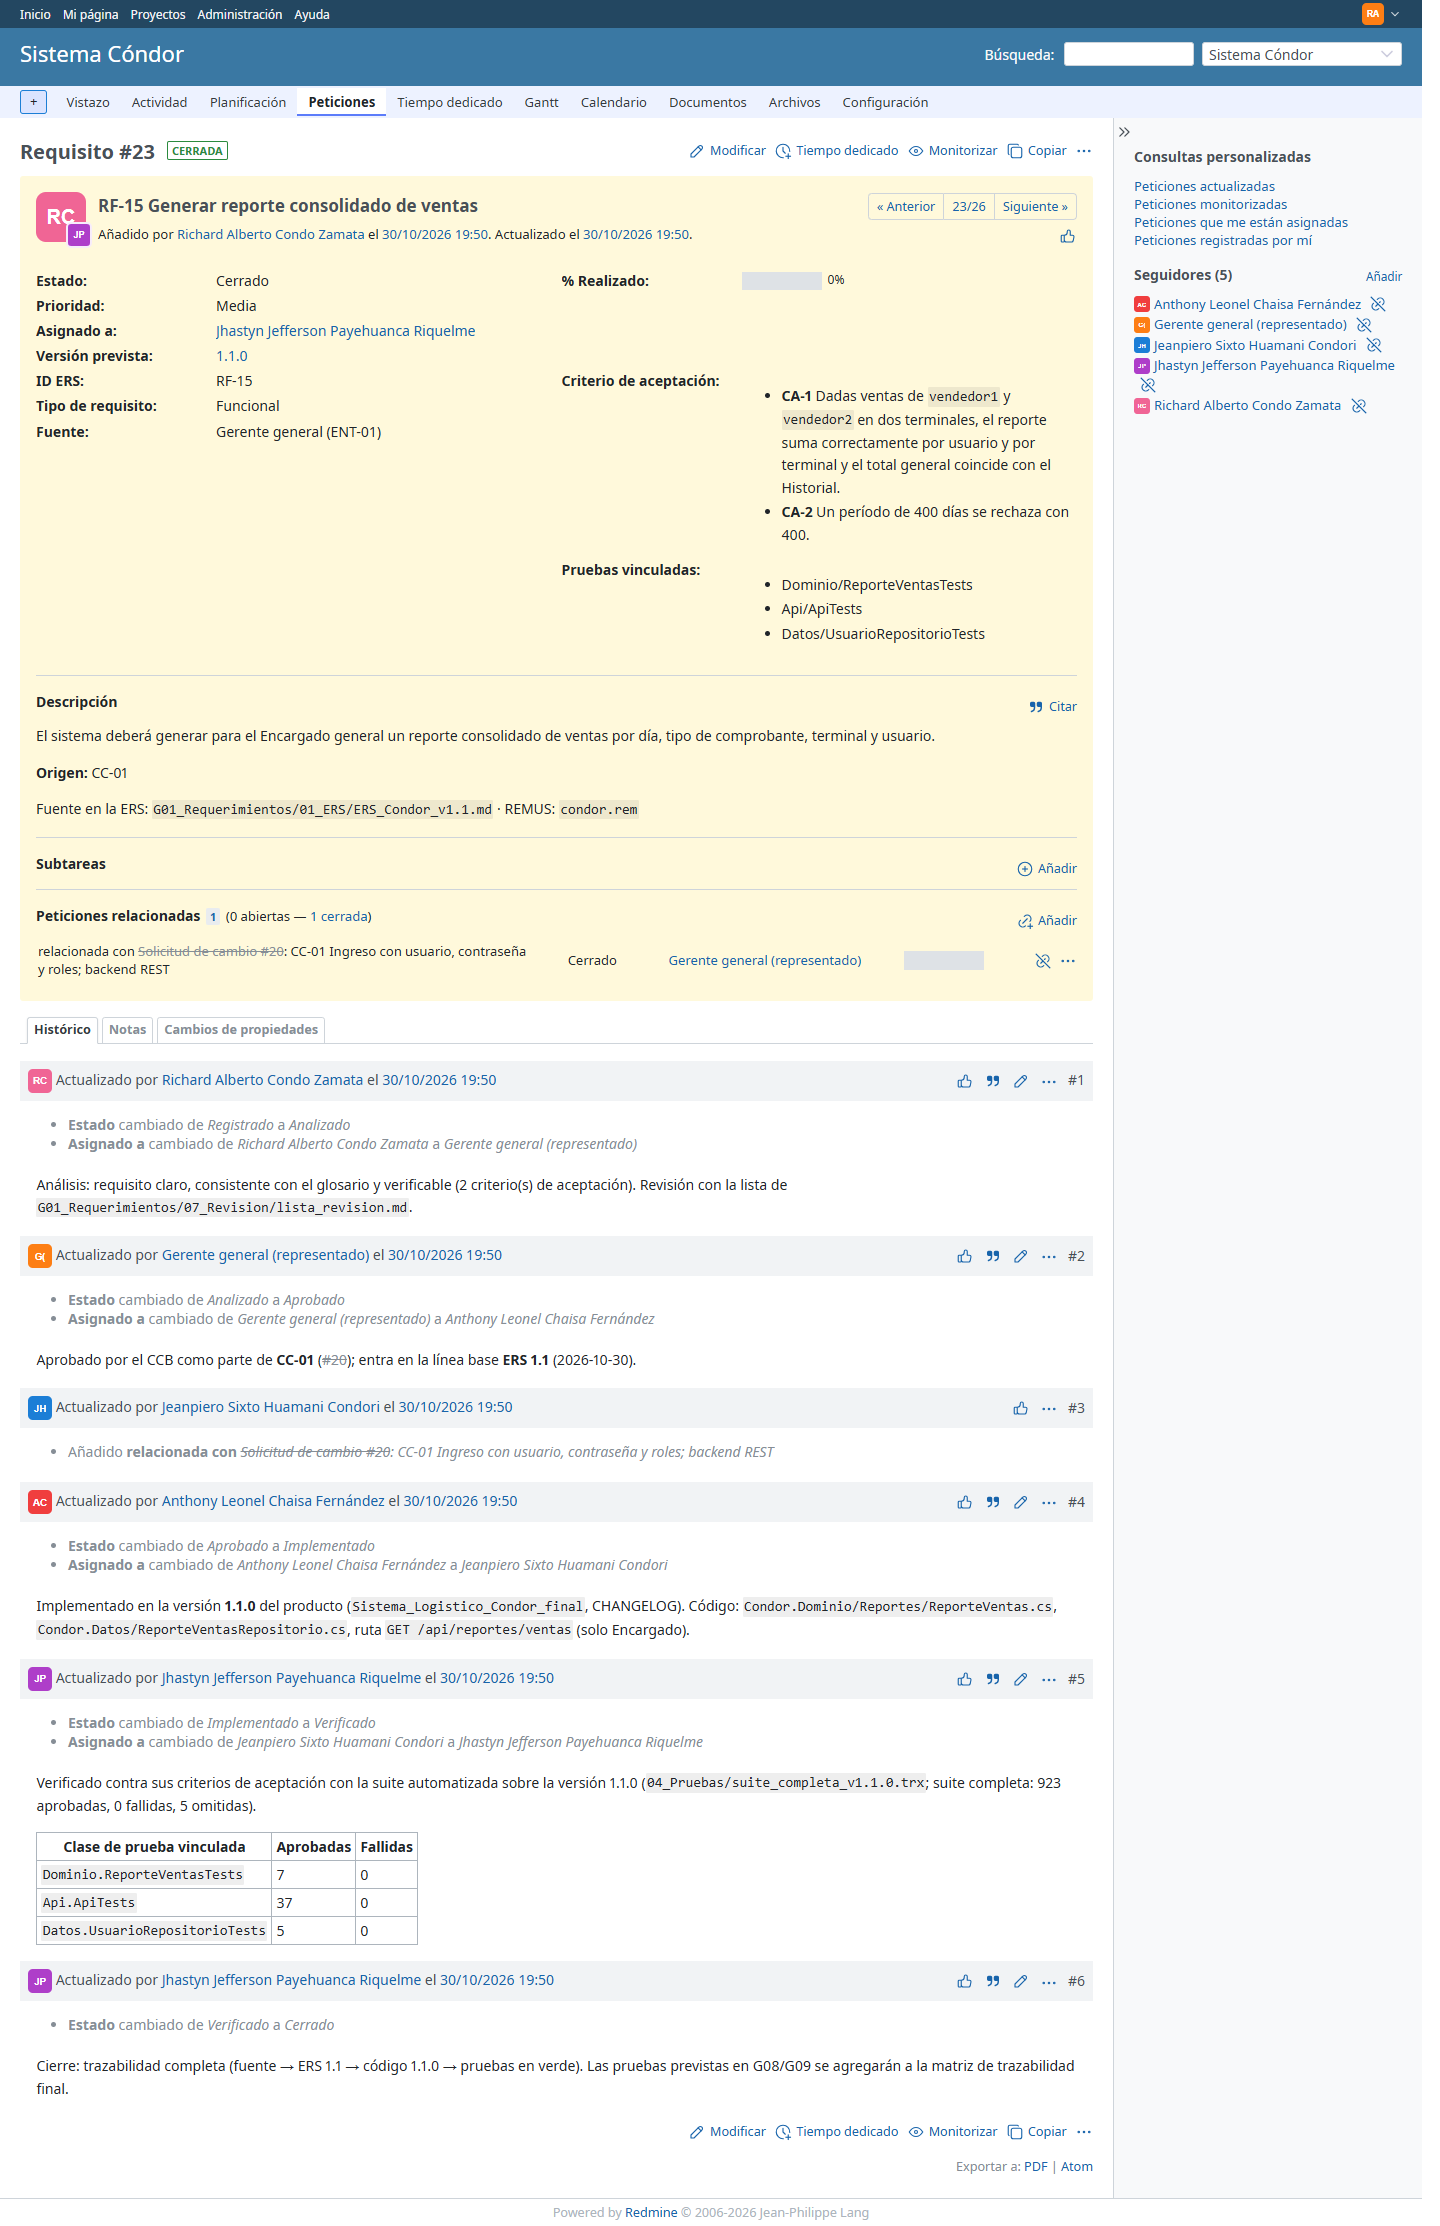 Inicio Mi página Proyectos Administración Ayuda RA
Sistema Cóndor Búsqueda: Sistema Cóndor
+ Vistazo Actividad Planificación Peticiones Tiempo dedicado Gantt Calendario Documentos Archivos Configuración
Requisito #23 CERRADA Modificar Tiempo dedicado Monitorizar Copiar ...
RC JP
RF-15 Generar reporte consolidado de ventas « Anterior 23/26 Siguiente »
Añadido por Richard Alberto Condo Zamata el 30/10/2026 19:50. Actualizado el 30/10/2026 19:50.
Estado: Cerrado % Realizado: 0%
Prioridad: Media
Asignado a: Jhastyn Jefferson Payehuanca Riquelme
Versión prevista: 1.1.0
ID ERS: RF-15 Criterio de aceptación:
Tipo de requisito: Funcional
Fuente: Gerente general (ENT-01)
• CA-1 Dadas ventas de vendedor1 y
vendedor2 en dos terminales, el reporte
suma correctamente por usuario y por
terminal y el total general coincide con el
Historial.
• CA-2 Un período de 400 días se rechaza con
400.
Pruebas vinculadas:
• Dominio/ReporteVentasTests
• Api/ApiTests
• Datos/UsuarioRepositorioTests
Descripción Citar
El sistema deberá generar para el Encargado general un reporte consolidado de ventas por día, tipo de comprobante, terminal y usuario.
Origen: CC-01
Fuente en la ERS: G01_Requerimientos/01_ERS/ERS_Condor_v1.1.md · REMUS: condor.rem
Subtareas Añadir
Peticiones relacionadas 1 (0 abiertas — 1 cerrada) Añadir
relacionada con Solicitud de cambio #20: CC-01 Ingreso con usuario, contraseña
y roles; backend REST
Cerrado Gerente general (representado) ...
Histórico Notas Cambios de propiedades
RC Actualizado por Richard Alberto Condo Zamata el 30/10/2026 19:50 ... #1
• Estado cambiado de Registrado a Analizado
• Asignado a cambiado de Richard Alberto Condo Zamata a Gerente general (representado)
Análisis: requisito claro, consistente con el glosario y verificable (2 criterio(s) de aceptación). Revisión con la lista de
G01_Requerimientos/07_Revision/lista_revision.md.
G( Actualizado por Gerente general (representado) el 30/10/2026 19:50 ... #2
• Estado cambiado de Analizado a Aprobado
• Asignado a cambiado de Gerente general (representado) a Anthony Leonel Chaisa Fernández
Aprobado por el CCB como parte de CC-01 (#20); entra en la línea base ERS 1.1 (2026-10-30).
JH Actualizado por Jeanpiero Sixto Huamani Condori el 30/10/2026 19:50 ... #3
• Añadido relacionada con Solicitud de cambio #20: CC-01 Ingreso con usuario, contraseña y roles; backend REST
AC Actualizado por Anthony Leonel Chaisa Fernández el 30/10/2026 19:50 ... #4
• Estado cambiado de Aprobado a Implementado
• Asignado a cambiado de Anthony Leonel Chaisa Fernández a Jeanpiero Sixto Huamani Condori
Implementado en la versión 1.1.0 del producto (Sistema_Logistico_Condor_final, CHANGELOG). Código: Condor.Dominio/Reportes/ReporteVentas.cs,
Condor.Datos/ReporteVentasRepositorio.cs, ruta GET /api/reportes/ventas (solo Encargado).
JP Actualizado por Jhastyn Jefferson Payehuanca Riquelme el 30/10/2026 19:50 ... #5
• Estado cambiado de Implementado a Verificado
• Asignado a cambiado de Jeanpiero Sixto Huamani Condori a Jhastyn Jefferson Payehuanca Riquelme
Verificado contra sus criterios de aceptación con la suite automatizada sobre la versión 1.1.0 (04_Pruebas/suite_completa_v1.1.0.trx; suite completa: 923
aprobadas, 0 fallidas, 5 omitidas).
Clase de prueba vinculada Aprobadas Fallidas
Dominio.ReporteVentasTests 7 0
Api.ApiTests 37 0
Datos.UsuarioRepositorioTests 5 0
JP Actualizado por Jhastyn Jefferson Payehuanca Riquelme el 30/10/2026 19:50 ... #6
• Estado cambiado de Verificado a Cerrado
Cierre: trazabilidad completa (fuente → ERS 1.1 → código 1.1.0 → pruebas en verde). Las pruebas previstas en G08/G09 se agregarán a la matriz de trazabilidad
final.
Modificar Tiempo dedicado Monitorizar Copiar ...
Exportar a: PDF | Atom
»
Consultas personalizadas
Peticiones actualizadas
Peticiones monitorizadas
Peticiones que me están asignadas
Peticiones registradas por mí
Seguidores (5) Añadir
AC Anthony Leonel Chaisa Fernández
G( Gerente general (representado)
JH Jeanpiero Sixto Huamani Condori
JP Jhastyn Jefferson Payehuanca Riquelme
RC Richard Alberto Condo Zamata
Powered by Redmine © 2006-2026 Jean-Philippe Lang